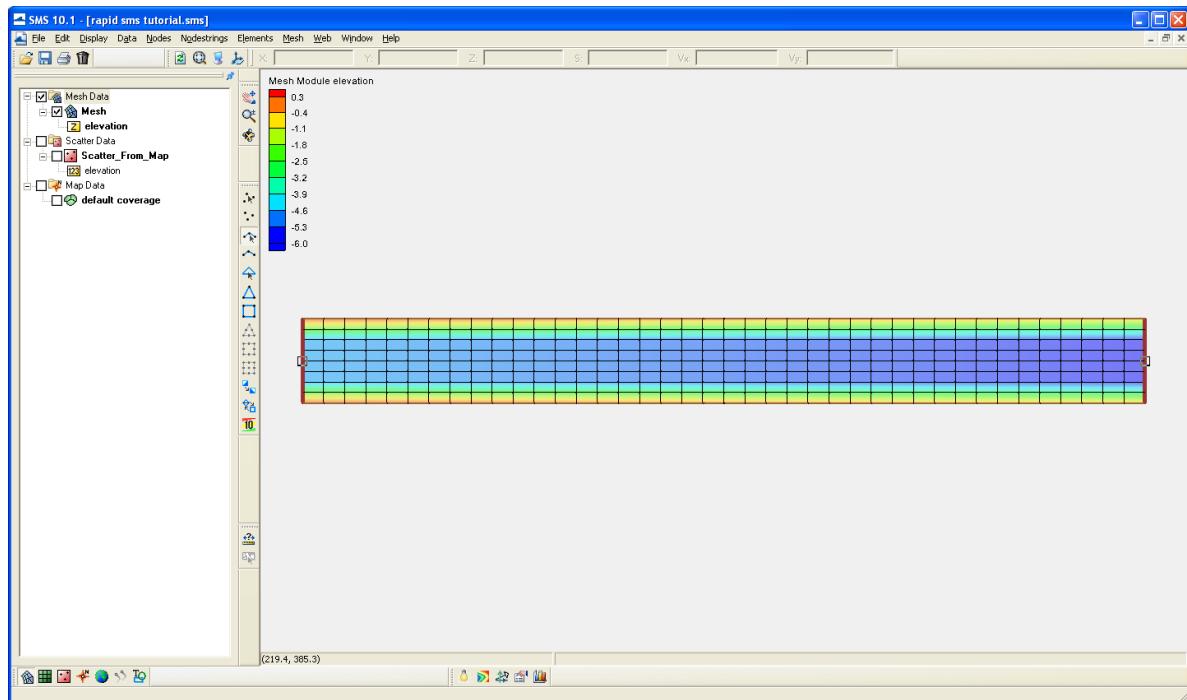 SMS 10.1 - [rapid sms tutorial.sms]
File Edit Display Data Nodes Nodestrings Elements Mesh Web Window Help
X: Y: Z: S: Vx: Vy:
Mesh Data
Mesh
Z elevation
Scatter Data
Scatter_From_Map
123 elevation
Map Data
default coverage
10
Mesh Module elevation
0.3
-0.4
-1.1
-1.8
-2.5
-3.2
-3.9
-4.6
-5.3
-6.0
(219.4, 385.3)